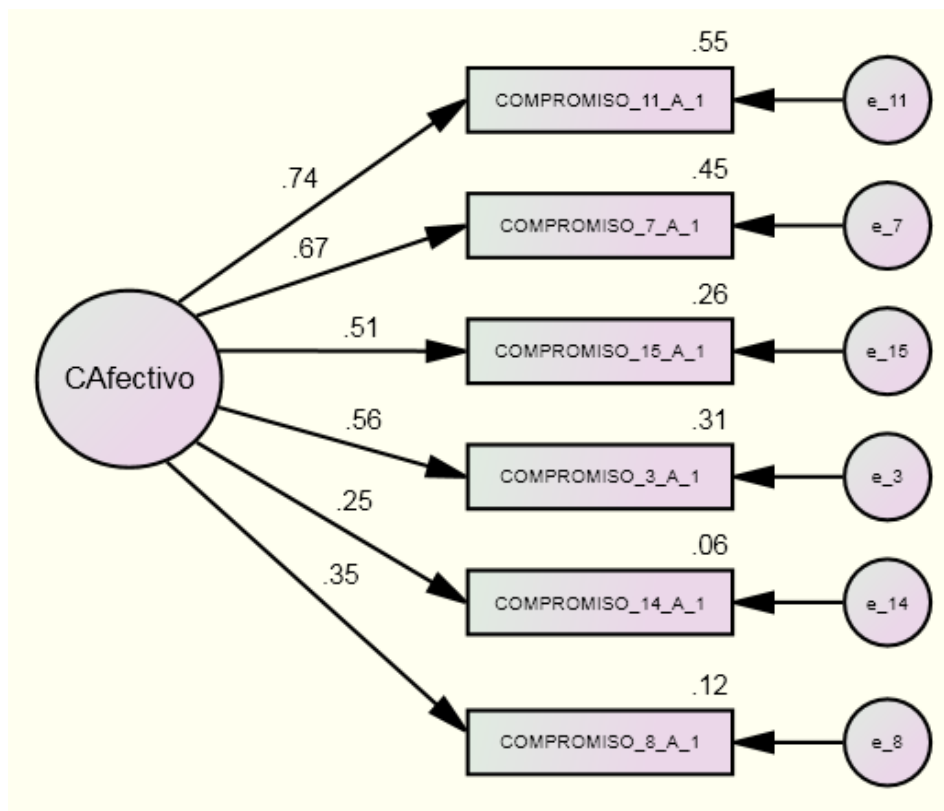 .55
COMPROMISO_11_A_1
e_11
.74
.45
COMPROMISO_7_A_1
e_7
.67
.26
COMPROMISO_15_A_1
e_15
.51
CAfectivo
.31
COMPROMISO_3_A_1
e_3
.56
.06
COMPROMISO_14_A_1
e_14
.25
.12
COMPROMISO_8_A_1
e_8
.35